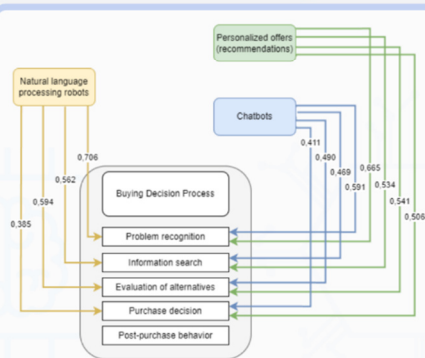 Personalized offers
(recommendations)
Natural language
processing robots
Chatbots
0,706
0,562
0,594
0,385
0,411
0,490
0,469
0,591
0,665
0,534
0,541
0,506
Buying Decision Process
Problem recognition
Information search
Evaluation of alternatives
Purchase decision
Post-purchase behavior